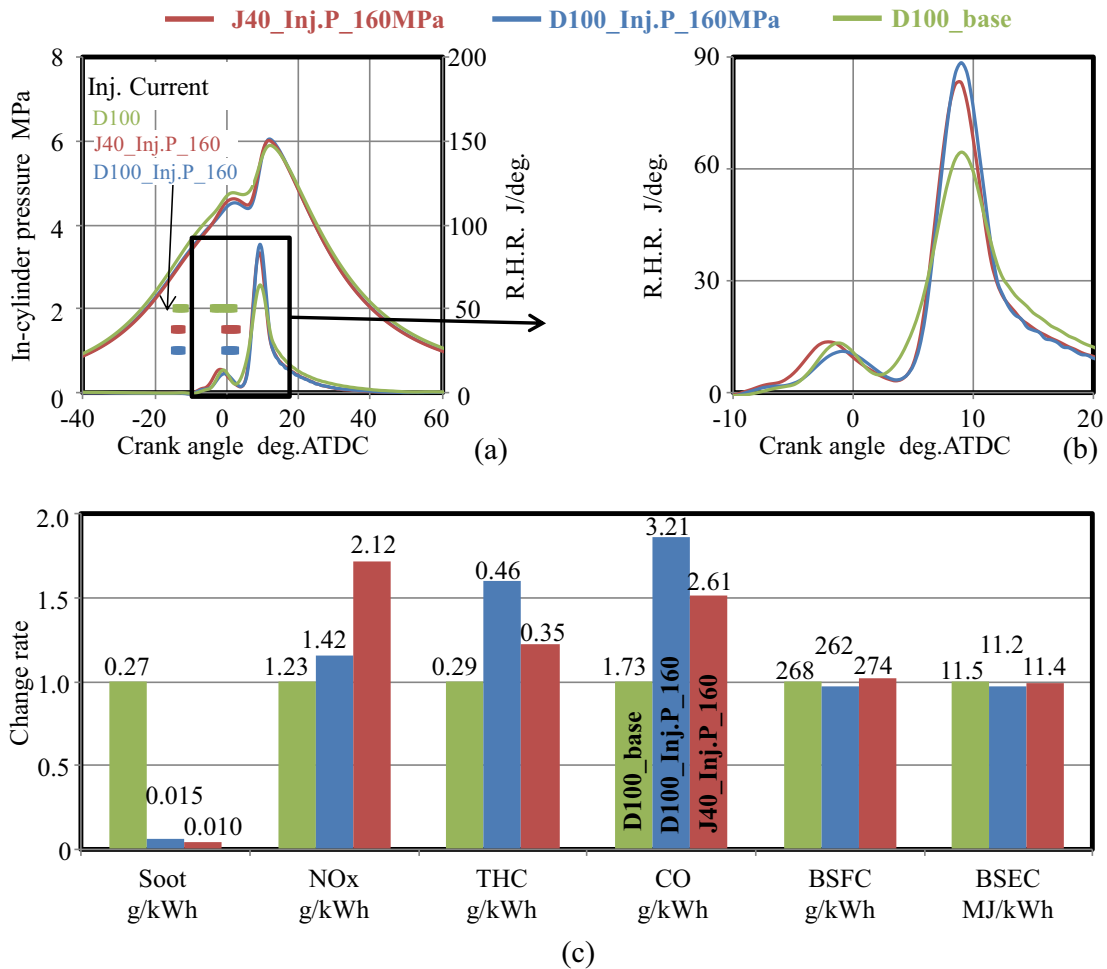 J40_Inj.P_160MPa D100_Inj.P_160MPa D100_base
8
6
4
2
0
In-cylinder pressure MPa
Inj. Current
D100
J40_Inj.P_160
D100_Inj.P_160
200
150
100
50
0
R.H.R. J/deg.
-40 -20 0 20 40 60
Crank angle deg.ATDC
(a)
90
60
30
0
R.H.R. J/deg.
-10 0 10 20
Crank angle deg.ATDC
(b)
2.0
1.5
1.0
0.5
0
Change rate
0.27 0.015 0.010
1.23 1.42 2.12
0.29 0.46 0.35
1.73 3.21 2.61
268 262 274
11.5 11.2 11.4
D100_base
D100_Inj.P_160
J40_Inj.P_160
Soot NOx THC CO BSFC BSEC
g/kWh g/kWh g/kWh g/kWh g/kWh MJ/kWh
(c)